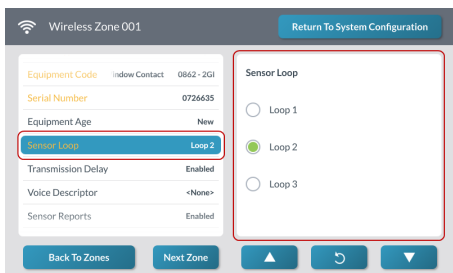 Wireless Zone 001
Return To System Configuration
Equipment Code indow Contact 0862 - 2GI
Serial Number 0726635
Equipment Age New
Sensor Loop Loop 2
Transmission Delay Enabled
Voice Descriptor <None>
Sensor Reports Enabled
Sensor Loop
Loop 1
Loop 2
Loop 3
Back To Zones
Next Zone